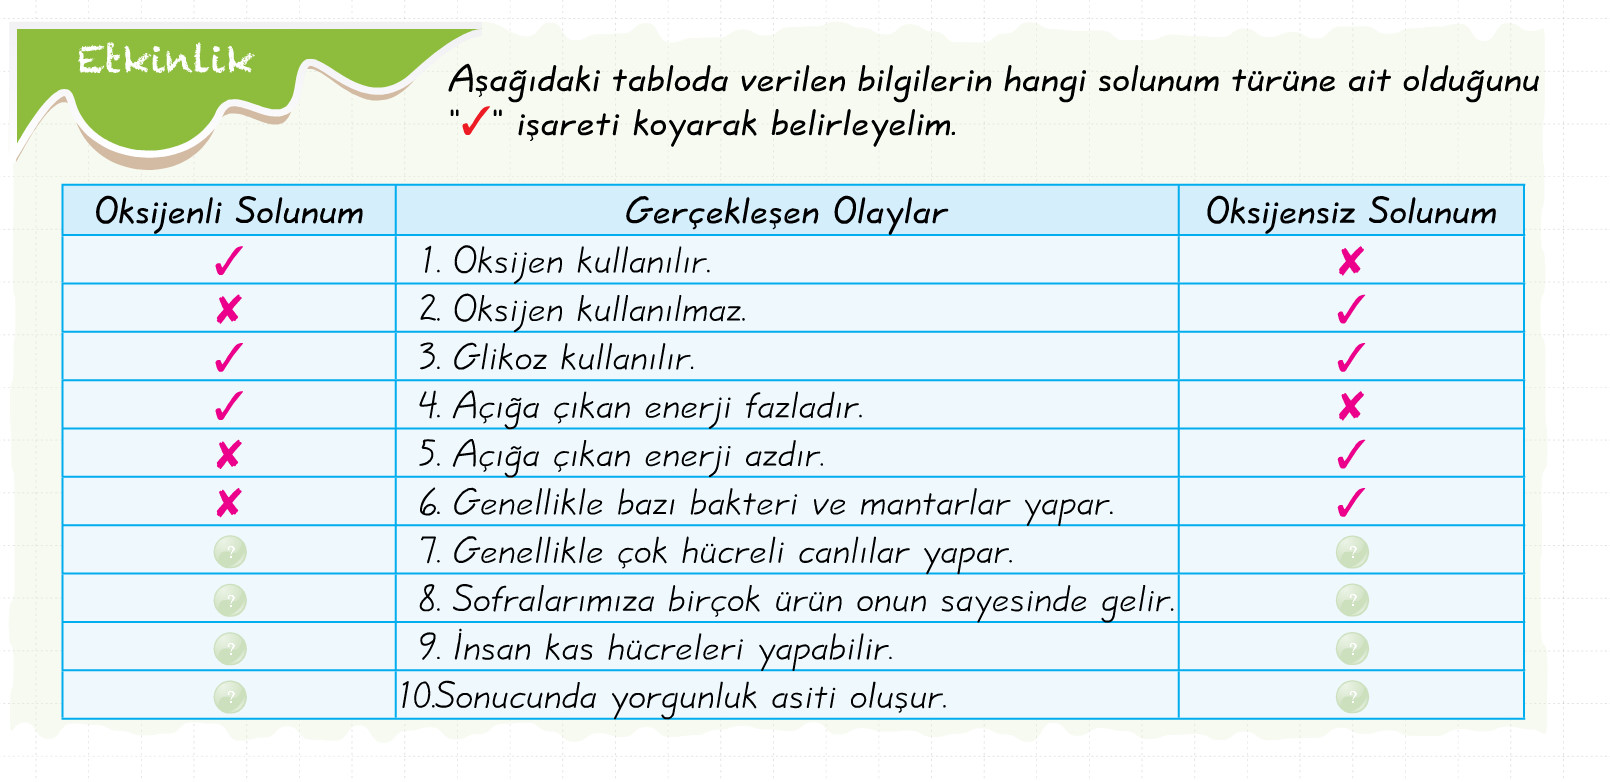 Etkinlik
Aşağıdaki tabloda verilen bilgilerin hangi solunum türüne ait olduğunu
"✓" işareti koyarak belirleyelim.
Oksijenli Solunum Gerçekleşen Olaylar Oksijensiz Solunum
✓ 1. Oksijen kullanılır. ✘
✘ 2. Oksijen kullanılmaz. ✓
✓ 3. Glikoz kullanılır. ✓
✓ 4. Açığa çıkan enerji fazladır. ✘
✘ 5. Açığa çıkan enerji azdır. ✓
✘ 6. Genellikle bazı bakteri ve mantarlar yapar. ✓
? 7. Genellikle çok hücreli canlılar yapar. ?
? 8. Sofralarımıza birçok ürün onun sayesinde gelir. ?
? 9. İnsan kas hücreleri yapabilir. ?
? 10.Sonucunda yorgunluk asiti oluşur. ?